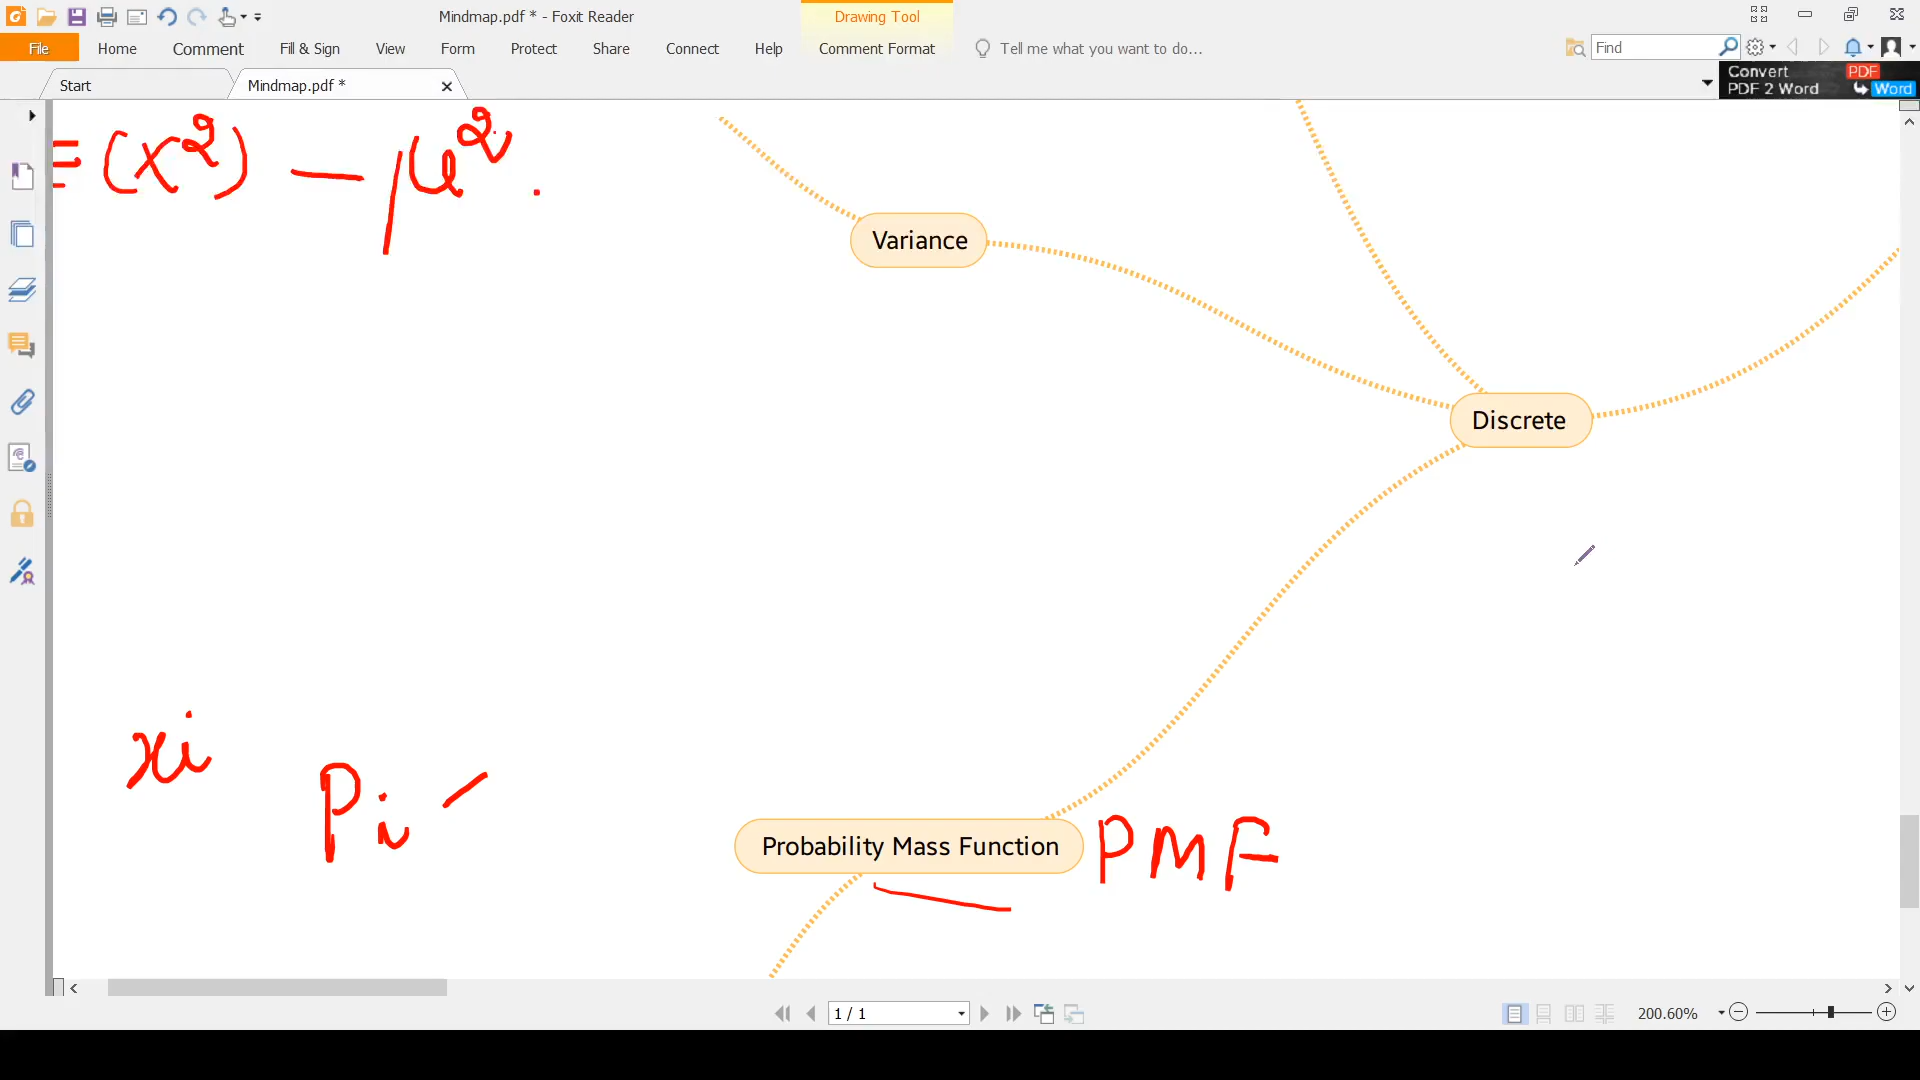 Mindmap.pdf * - Foxit Reader
Drawing Tool
File Home Comment Fill & Sign View Form Protect Share Connect Help Comment Format Tell me what you want to do... Find
Start Mindmap.pdf *
Convert PDF
PDF 2 Word Word
= (x²) - μ² .
Variance
Discrete
xi
Pi
Probability Mass Function PMF
1 / 1
200.60%